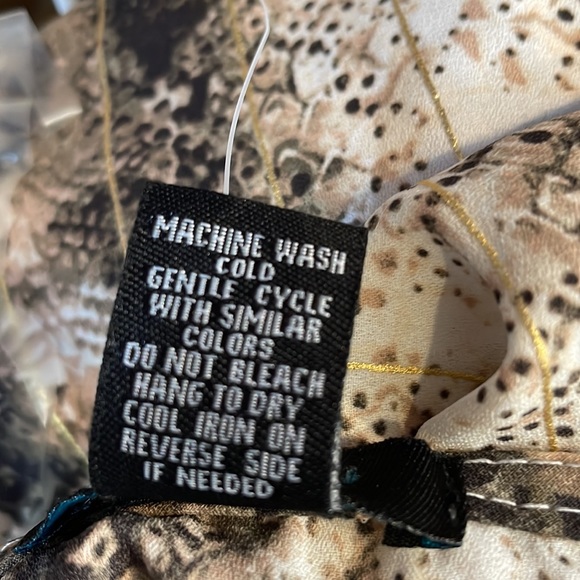 MACHINE WASH
COLD
GENTLE CYCLE
WITH SIMILAR
COLORS
DO NOT BLEACH
HANG TO DRY
COOL IRON ON
REVERSE SIDE
IF NEEDED